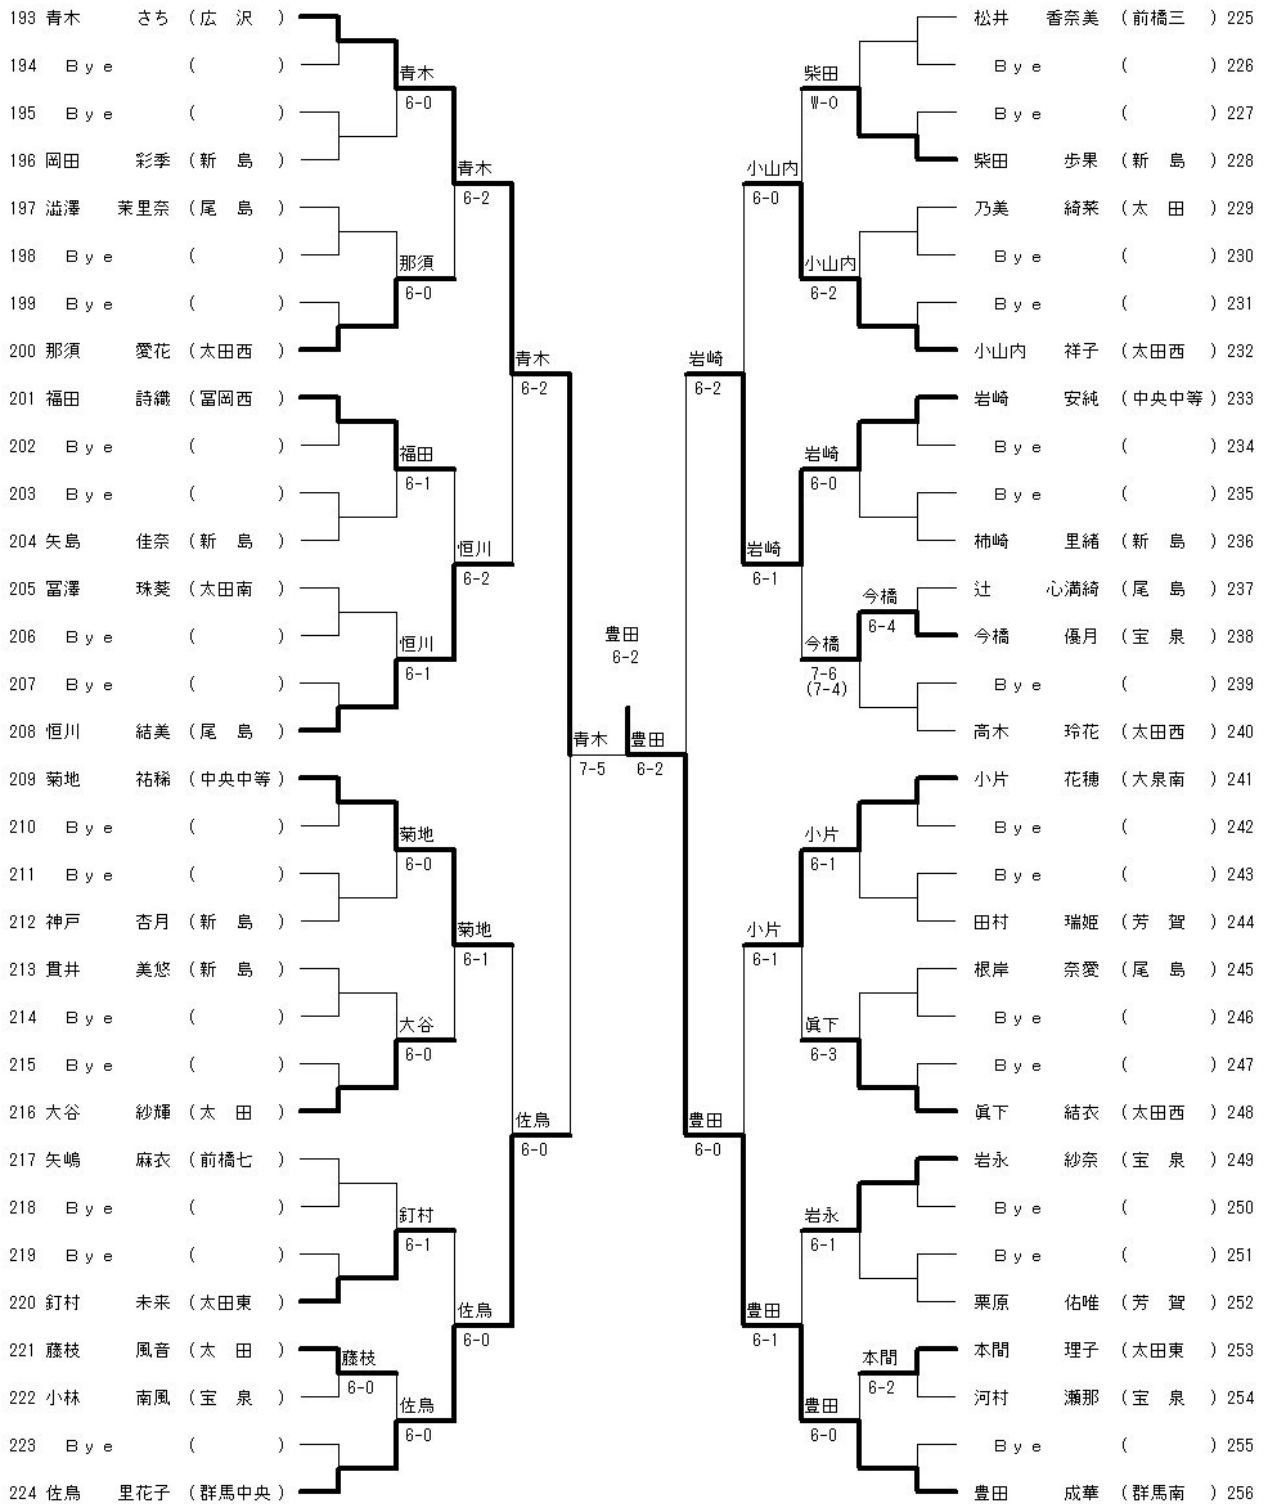 193 青木 さち (広 沢 )
194 Bye ( )
195 Bye ( )
196 岡田 彩季 (新 島 )
197 澁澤 茉里奈 (尾 島 )
198 Bye ( )
199 Bye ( )
200 那須 愛花 (太田西 )
201 福田 詩織 (冨岡西 )
202 Bye ( )
203 Bye ( )
204 矢島 佳奈 (新 島 )
205 冨澤 珠葵 (太田南 )
206 Bye ( )
207 Bye ( )
208 恒川 結美 (尾 島 )
209 菊地 祐稀 (中央中等)
210 Bye ( )
211 Bye ( )
212 神戸 杏月 (新 島 )
213 貫井 美悠 (新 島 )
214 Bye ( )
215 Bye ( )
216 大谷 紗輝 (太 田 )
217 矢嶋 麻衣 (前橋七 )
218 Bye ( )
219 Bye ( )
220 釘村 未来 (太田東 )
221 藤枝 風音 (太 田 )
222 小林 南風 (宝 泉 )
223 Bye ( )
224 佐鳥 里花子 (群馬中央)
藤枝
6-0
青木
6-0
那須
6-0
福田
6-1
恒川
6-1
菊地
6-0
大谷
6-0
釘村
6-1
佐鳥
6-0
青木
6-2
恒川
6-2
菊地
6-1
佐鳥
6-0
青木
6-2
佐鳥
6-0
青木
7-5
豊田
6-2
豊田
6-2
岩崎
6-2
豊田
6-0
小山内
6-0
岩崎
6-1
小片
6-1
豊田
6-1
柴田
W-O
小山内
6-2
岩崎
6-0
今橋
7-6
(7-4)
小片
6-1
眞下
6-3
岩永
6-1
豊田
6-0
今橋
6-4
本間
6-2
松井 香奈美 (前橋三 ) 225
Bye ( ) 226
Bye ( ) 227
柴田 歩果 (新 島 ) 228
乃美 綺菜 (太 田 ) 229
Bye ( ) 230
Bye ( ) 231
小山内 祥子 (太田西 ) 232
岩崎 安純 (中央中等) 233
Bye ( ) 234
Bye ( ) 235
柿崎 里緒 (新 島 ) 236
辻 心満綺 (尾 島 ) 237
今橋 優月 (宝 泉 ) 238
Bye ( ) 239
高木 玲花 (太田西 ) 240
小片 花穂 (大泉南 ) 241
Bye ( ) 242
Bye ( ) 243
田村 瑞姫 (芳 賀 ) 244
根岸 奈愛 (尾 島 ) 245
Bye ( ) 246
Bye ( ) 247
眞下 結衣 (太田西 ) 248
岩永 紗奈 (宝 泉 ) 249
Bye ( ) 250
Bye ( ) 251
栗原 佑唯 (芳 賀 ) 252
本間 理子 (太田東 ) 253
河村 瀬那 (宝 泉 ) 254
Bye ( ) 255
豊田 成華 (群馬南 ) 256